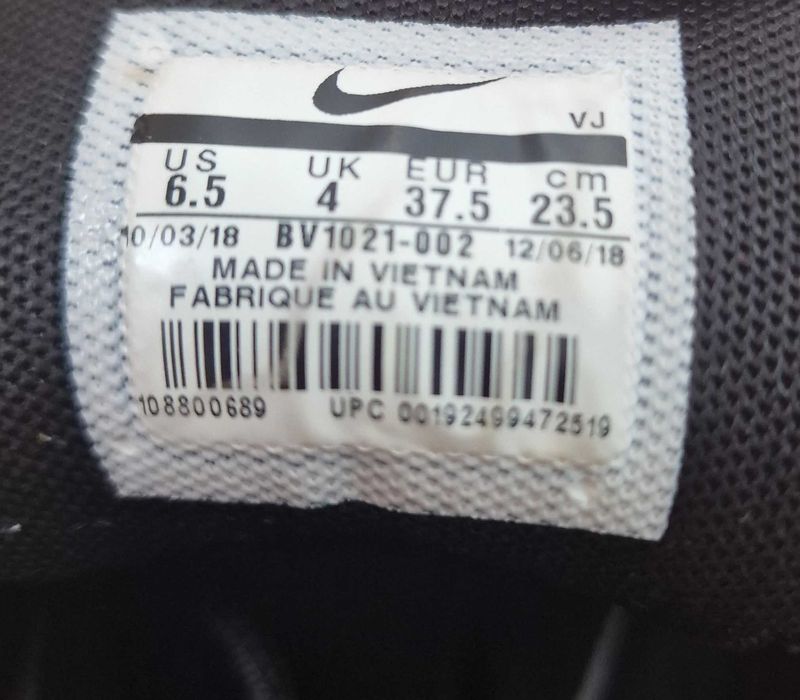 VJ
US UK EUR cm
6.5 4 37.5 23.5
10/03/18 BV1021-002 12/06/18
MADE IN VIETNAM
FABRIQUE AU VIETNAM
108800689 UPC 00192499472519